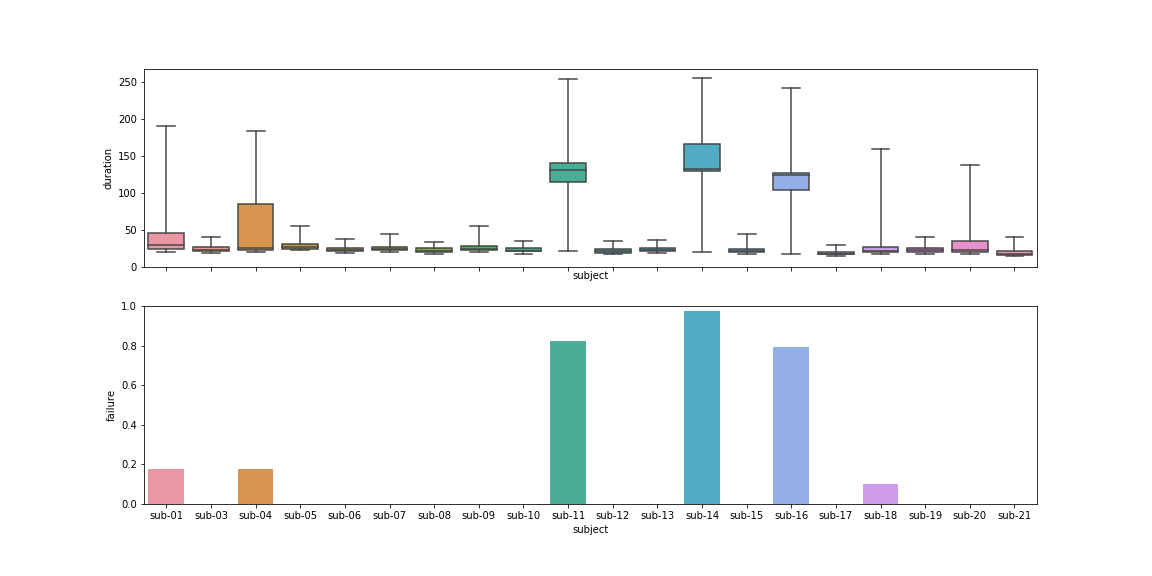 250
200
150
100
50
0
duration
subject
1.0
0.8
0.6
0.4
0.2
0.0
failure
sub-01 sub-03 sub-04 sub-05 sub-06 sub-07 sub-08 sub-09 sub-10 sub-11 sub-12 sub-13 sub-14 sub-15 sub-16 sub-17 sub-18 sub-19 sub-20 sub-21
subject